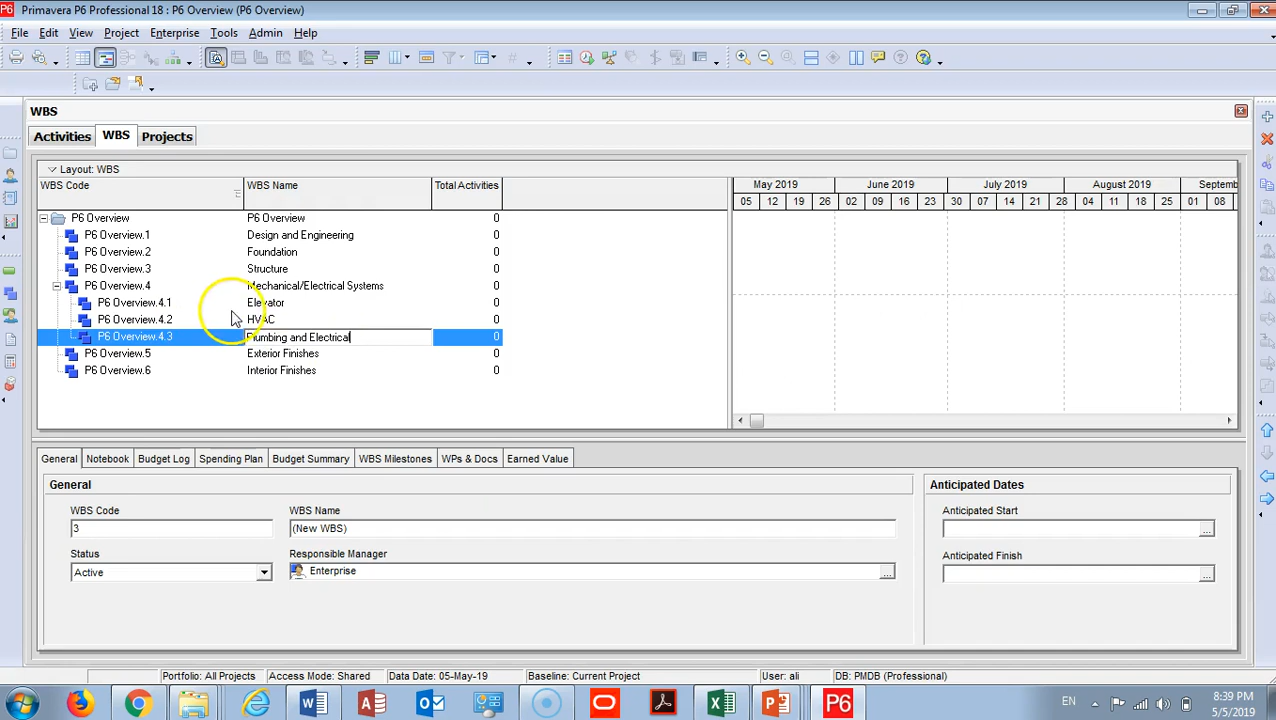 Primavera P6 Professional 18 : P6 Overview (P6 Overview)
File Edit View Project Enterprise Tools Admin Help
WBS
Activities WBS Projects
Layout: WBS
WBS Code WBS Name Total Activities
May 2019 June 2019 July 2019 August 2019 Septemb
05 12 19 26 02 09 16 23 30 07 14 21 28 04 11 18 25 01 08
P6 Overview P6 Overview 0
P6 Overview.1 Design and Engineering 0
P6 Overview.2 Foundation 0
P6 Overview.3 Structure 0
P6 Overview.4 Mechanical/Electrical Systems 0
P6 Overview.4.1 Elevator 0
P6 Overview.4.2 HVAC 0
P6 Overview.4.3 Plumbing and Electrical 0
P6 Overview.5 Exterior Finishes 0
P6 Overview.6 Interior Finishes 0
General Notebook Budget Log Spending Plan Budget Summary WBS Milestones WPs & Docs Earned Value
General
Anticipated Dates
WBS Code WBS Name Anticipated Start
3 (New WBS) ...
Status Responsible Manager Anticipated Finish
Active Enterprise ... ...
Portfolio: All Projects Access Mode: Shared Data Date: 05-May-19 Baseline: Current Project User: ali DB: PMDB (Professional)
P6
EN
8:39 PM
5/5/2019